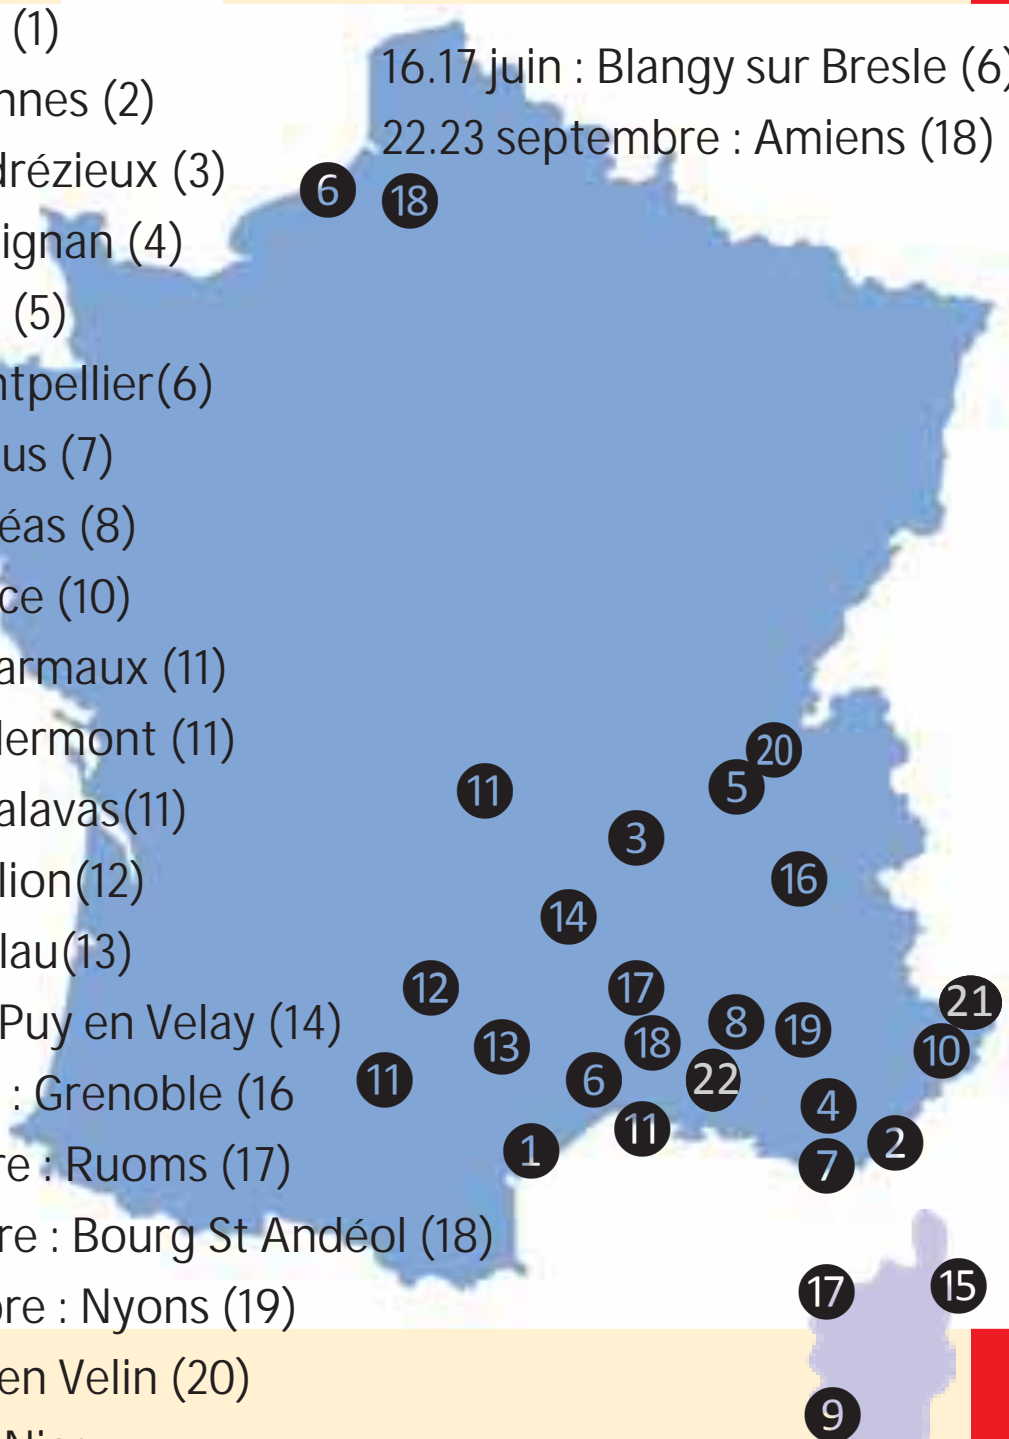 (1)
16.17 juin : Blangy sur Bresle (6)
nnes (2)
22.23 septembre : Amiens (18)
drézieux (3)
6
18
ignan (4)
(5)
ntpellier(6)
us (7)
éas (8)
ce (10)
armaux (11)
lermont (11)
20
11
5
alavas(11)
3
lion(12)
16
14
lau(13)
12
17
21
Puy en Velay (14)
8
19
18
13
10
: Grenoble (16
11
6
22
4
11
2
1
7
re : Ruoms (17)
re : Bourg St Andéol (18)
17
15
bre : Nyons (19)
en Velin (20)
9